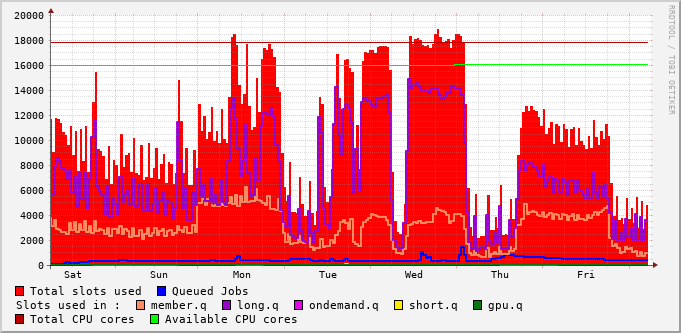 20000
18000
16000
14000
12000
10000
8000
6000
4000
2000
0
Sat Sun Mon Tue Wed Thu Fri
RRDTOOL / TOBI OETIKER
Total slots used Queued Jobs
Slots used in : member.q long.q ondemand.q short.q gpu.q
Total CPU cores Available CPU cores